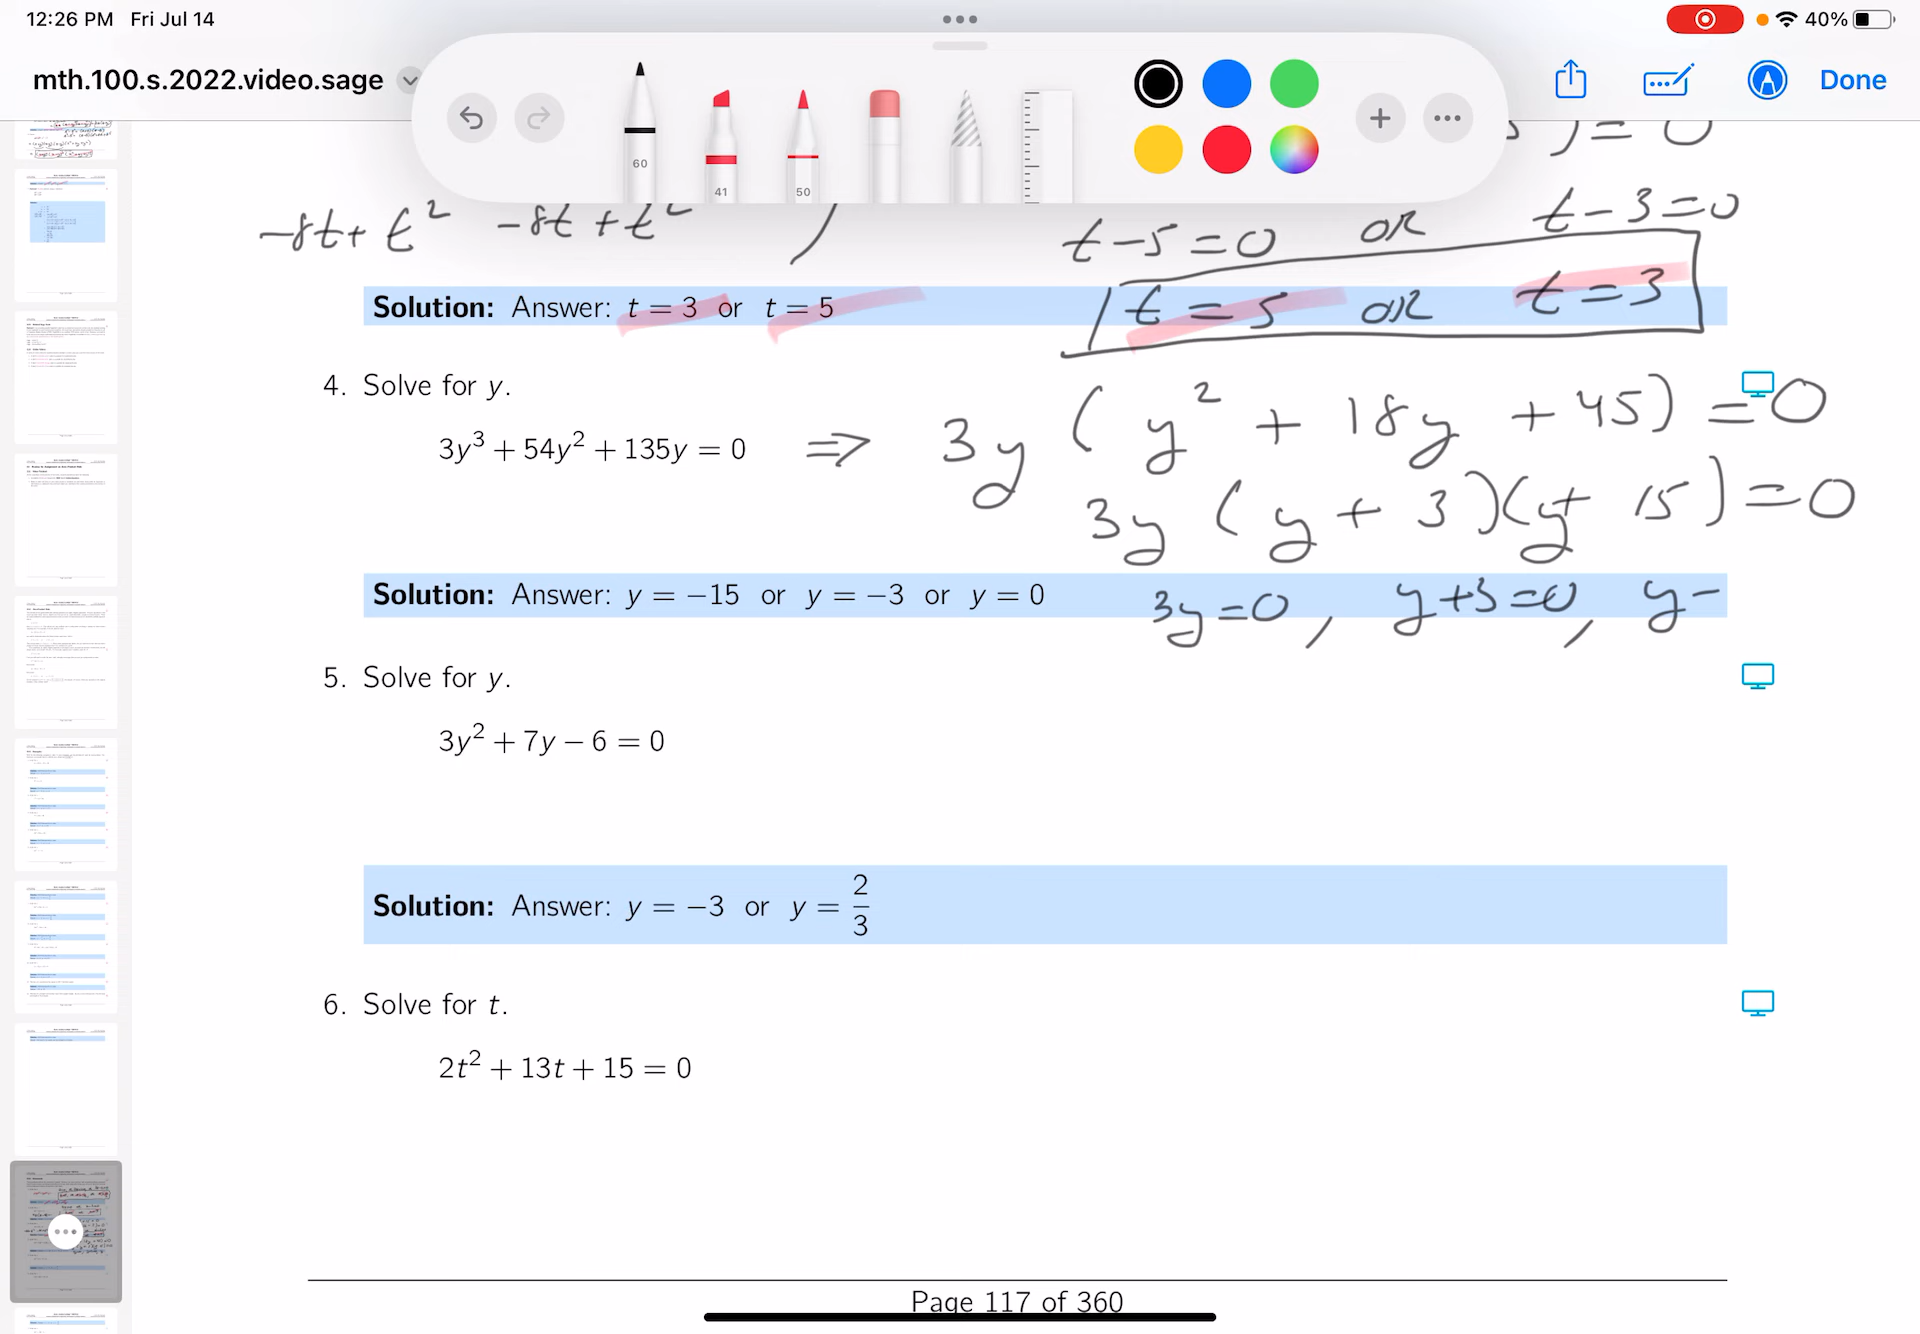 12:26 PM Fri Jul 14
40%
mth.100.s.2022.video.sage
Done
60
41
50
) = 0
-8t + t² -8t + t² /
t - 5 = 0 OR t - 3 = 0
Solution: Answer: t = 3 or t = 5
t = 5 OR t = 3
4. Solve for y.
3y³ + 54y² + 135y = 0 ⇒ 3y ( y² + 18y + 45) = 0
3y ( y + 3 )(y + 15 ) = 0
Solution: Answer: y = −15 or y = −3 or y = 0
3y = 0 , y + 3 = 0 , y -
5. Solve for y.
3y² + 7y − 6 = 0
Solution: Answer: y = −3 or y = 2/3
6. Solve for t.
2t² + 13t + 15 = 0
Page 117 of 360